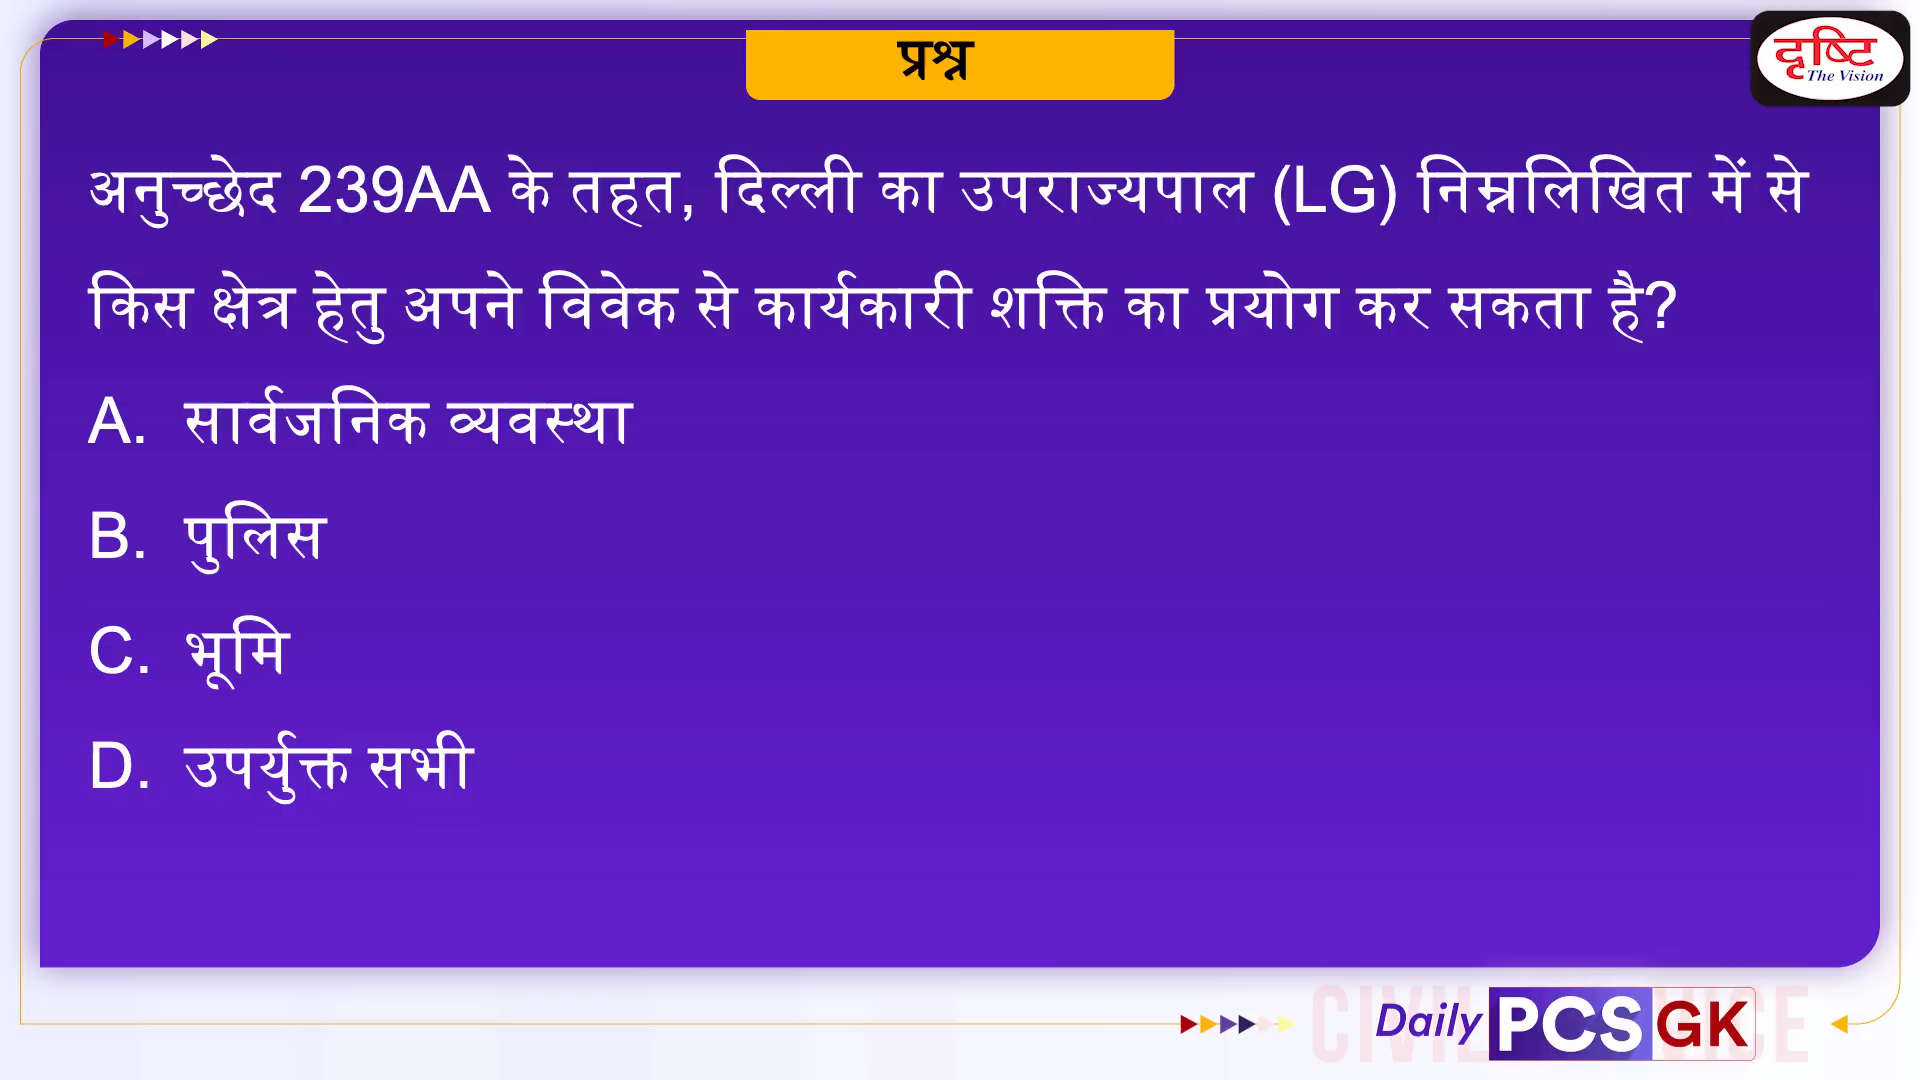 प्रश्न
दृष्टि
The Vision
अनुच्छेद 239AA के तहत, दिल्ली का उपराज्यपाल (LG) निम्नलिखित में से
किस क्षेत्र हेतु अपने विवेक से कार्यकारी शक्ति का प्रयोग कर सकता है?
A. सार्वजनिक व्यवस्था
B. पुलिस
C. भूमि
D. उपर्युक्त सभी
Daily PCS GK